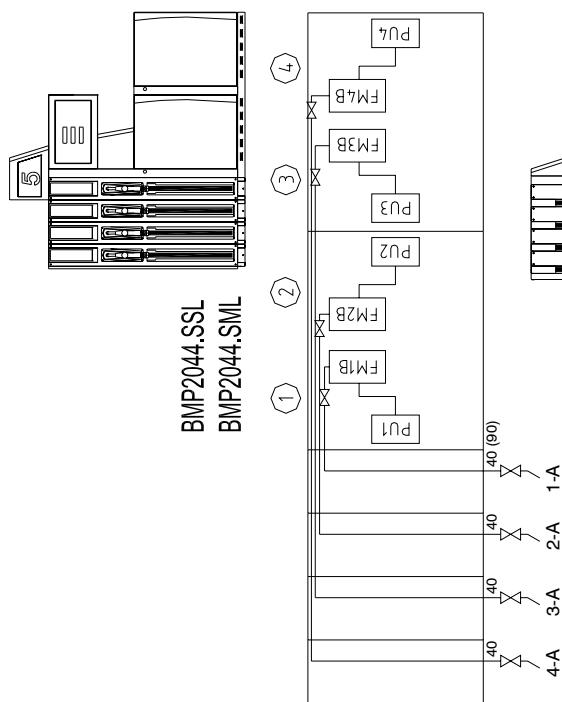 5
BMP2044.SSL
BMP2044.SML
4
3
2
1
PU4
FM4B
FM3B
PU3
PU2
FM2B
FM1B
PU1
40 (90)
1-A
40
2-A
40
3-A
40
4-A